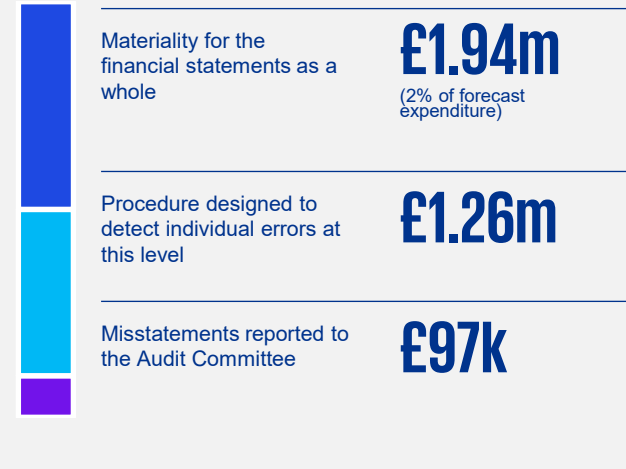 Materiality for the
financial statements as a
whole
£1.94m
(2% of forecast
expenditure)
Procedure designed to
detect individual errors at
this level
£1.26m
Misstatements reported to
the Audit Committee
£97k